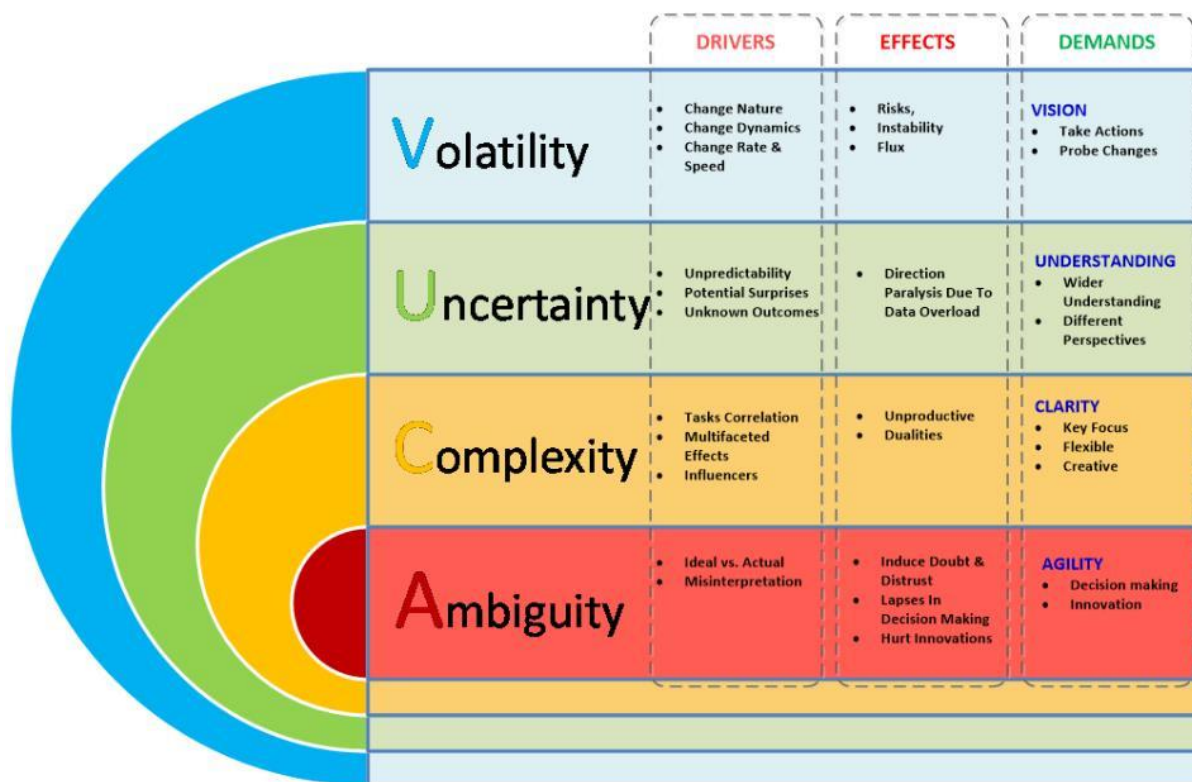 DRIVERS EFFECTS DEMANDS
Volatility
• Change Nature
• Change Dynamics
• Change Rate &
Speed
• Risks,
• Instability
• Flux
VISION
• Take Actions
• Probe Changes
Uncertainty
• Unpredictability
• Potential Surprises
• Unknown Outcomes
• Direction
Paralysis Due To
Data Overload
UNDERSTANDING
• Wider
Understanding
• Different
Perspectives
Complexity
• Tasks Correlation
• Multifaceted
Effects
• Influencers
• Unproductive
• Dualities
CLARITY
• Key Focus
• Flexible
• Creative
Ambiguity
• Ideal vs. Actual
• Misinterpretation
• Induce Doubt &
Distrust
• Lapses In
Decision Making
• Hurt Innovations
AGILITY
• Decision making
• Innovation